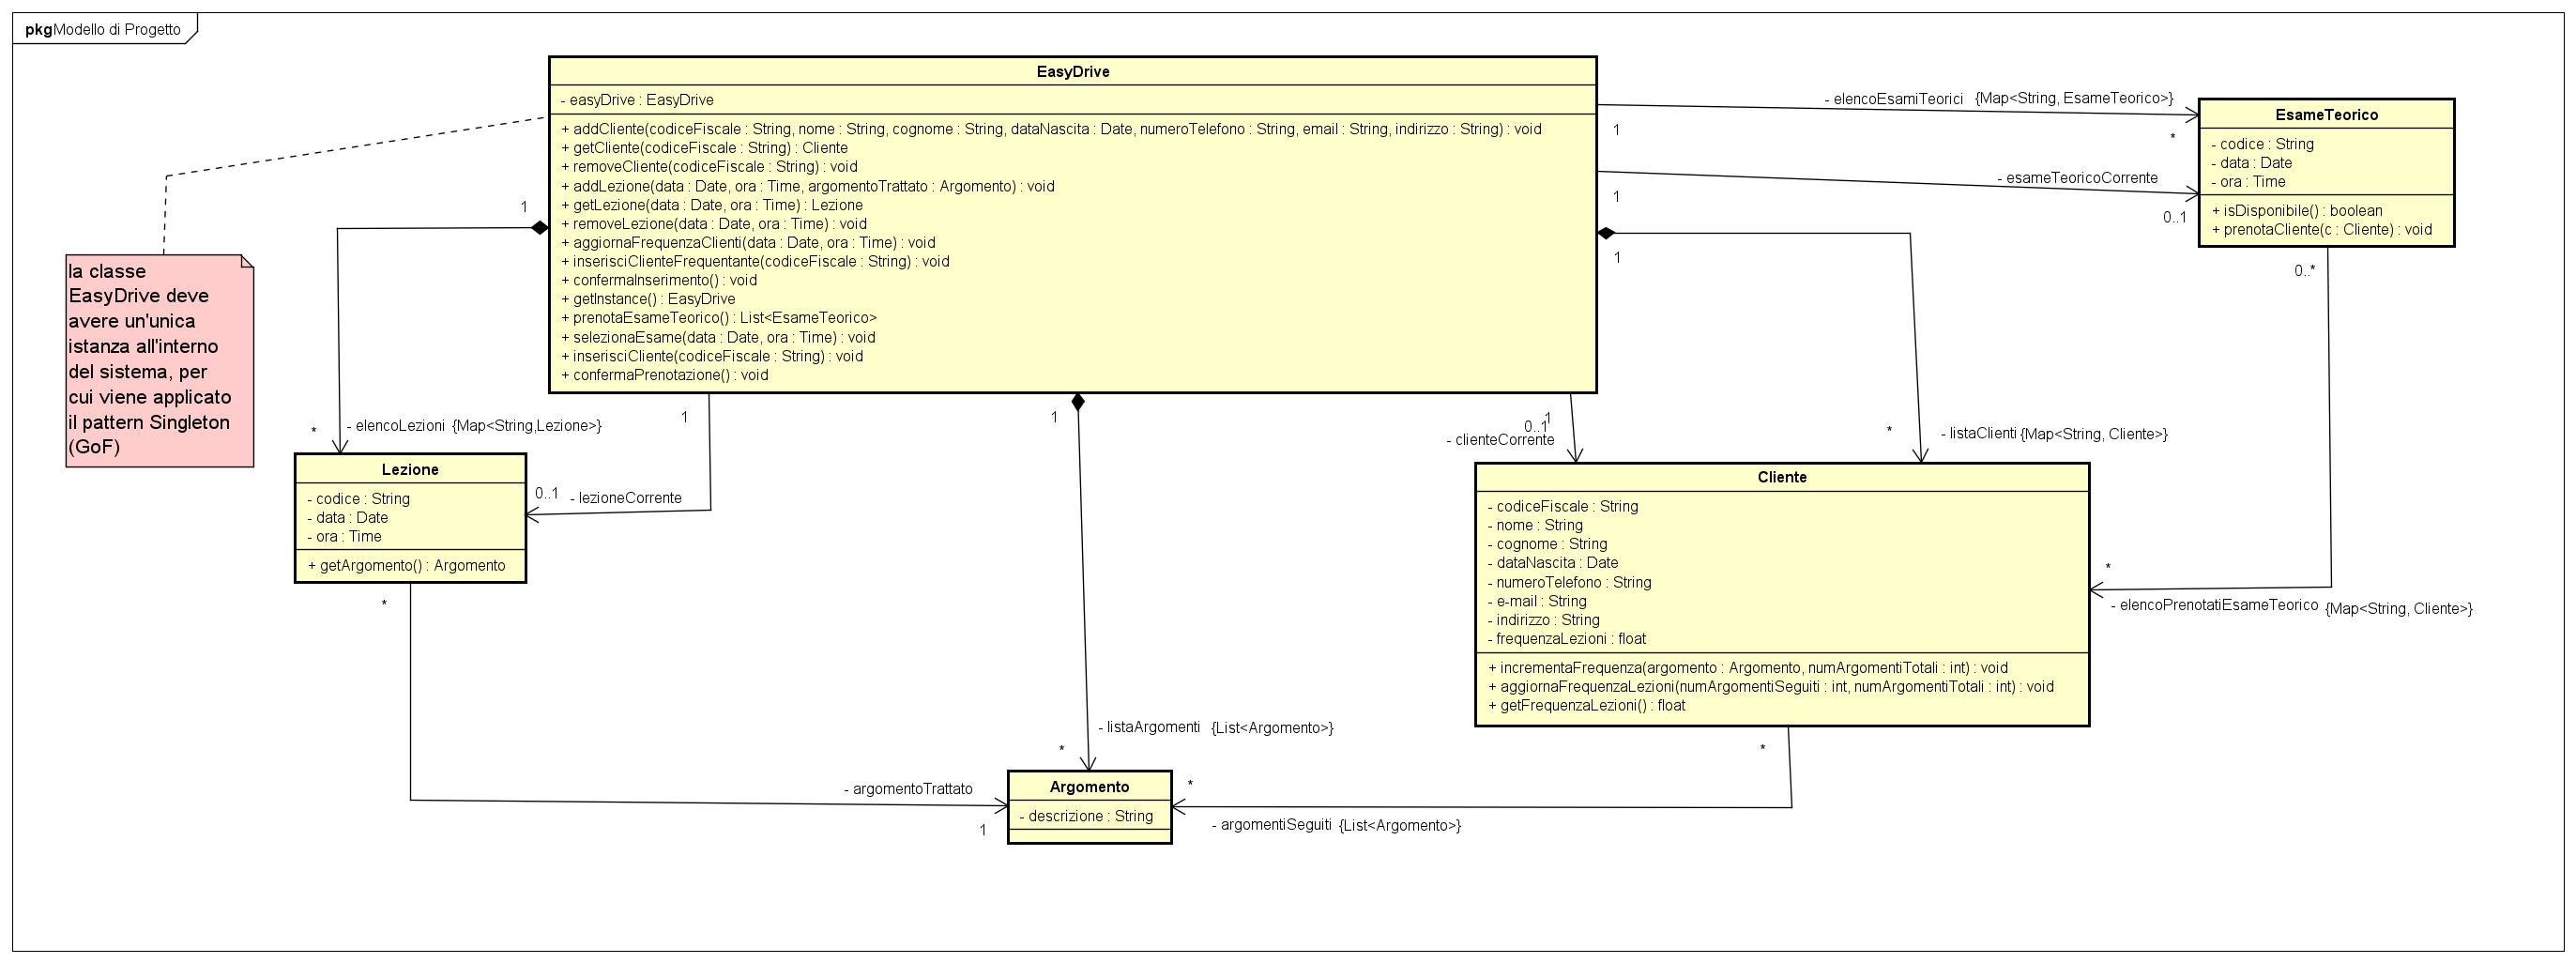 pkg Modello di Progetto
EasyDrive
- easyDrive : EasyDrive
+ addCliente(codiceFiscale : String, nome : String, cognome : String, dataNascita : Date, numeroTelefono : String, email : String, indirizzo : String) : void
+ getCliente(codiceFiscale : String) : Cliente
+ removeCliente(codiceFiscale : String) : void
+ addLezione(data : Date, ora : Time, argomentoTrattato : Argomento) : void
+ getLezione(data : Date, ora : Time) : Lezione
+ removeLezione(data : Date, ora : Time) : void
+ aggiornaFrequenzaClienti(data : Date, ora : Time) : void
+ inserisciClienteFrequentante(codiceFiscale : String) : void
+ confermaInserimento() : void
+ getInstance() : EasyDrive
+ prenotaEsameTeorico() : List<EsameTeorico>
+ selezionaEsame(data : Date, ora : Time) : void
+ inserisciCliente(codiceFiscale : String) : void
+ confermaPrenotazione() : void
- elencoEsamiTeorici {Map<String, EsameTeorico>}
1
*
- esameTeoricoCorrente
1
0..1
EsameTeorico
- codice : String
- data : Date
- ora : Time
+ isDisponibile() : boolean
+ prenotaCliente(c : Cliente) : void
0..*
1
1
la classe
EasyDrive deve
avere un'unica
istanza all'interno
del sistema, per
cui viene applicato
il pattern Singleton
(GoF)
*
- elencoLezioni {Map<String,Lezione>}
1
1
1
0..1
- clienteCorrente
*
- listaClienti {Map<String, Cliente>}
Lezione
- codice : String
- data : Date
- ora : Time
+ getArgomento() : Argomento
0..1
- lezioneCorrente
*
Cliente
- codiceFiscale : String
- nome : String
- cognome : String
- dataNascita : Date
- numeroTelefono : String
- e-mail : String
- indirizzo : String
- frequenzaLezioni : float
+ incrementaFrequenza(argomento : Argomento, numArgomentiTotali : int) : void
+ aggiornaFrequenzaLezioni(numArgomentiSeguiti : int, numArgomentiTotali : int) : void
+ getFrequenzaLezioni() : float
*
- elencoPrenotatiEsameTeorico {Map<String, Cliente>}
- listaArgomenti {List<Argomento>}
*
*
- argomentoTrattato
1
Argomento
- descrizione : String
*
- argomentiSeguiti {List<Argomento>}